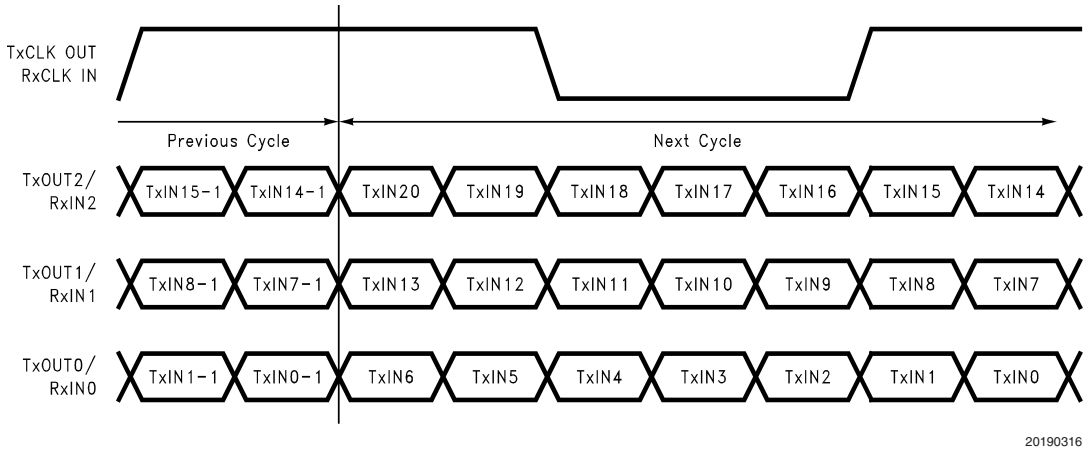 TxCLK OUT
RxCLK IN
Previous Cycle
Next Cycle
TxOUT2/
RxIN2
TxIN15-1 TxIN14-1 TxIN20 TxIN19 TxIN18 TxIN17 TxIN16 TxIN15 TxIN14
TxOUT1/
RxIN1
TxIN8-1 TxIN7-1 TxIN13 TxIN12 TxIN11 TxIN10 TxIN9 TxIN8 TxIN7
TxOUT0/
RxIN0
TxIN1-1 TxIN0-1 TxIN6 TxIN5 TxIN4 TxIN3 TxIN2 TxIN1 TxIN0
20190316